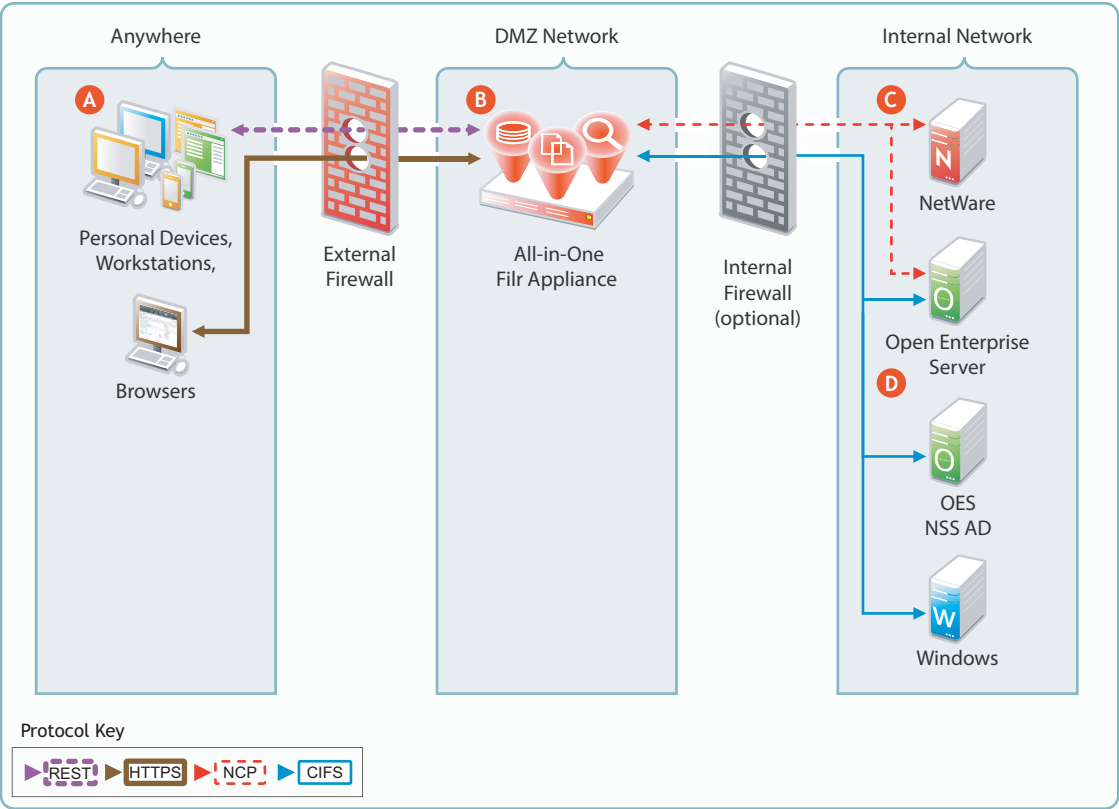 Anywhere
DMZ Network
Internal Network
A
B
C
N
NetWare
Personal Devices,
Workstations,
External
Firewall
All-in-One
Filr Appliance
Internal
Firewall
(optional)
O
Open Enterprise
Server
Browsers
D
O
OES
NSS AD
W
Windows
Protocol Key
REST
HTTPS
NCP
CIFS